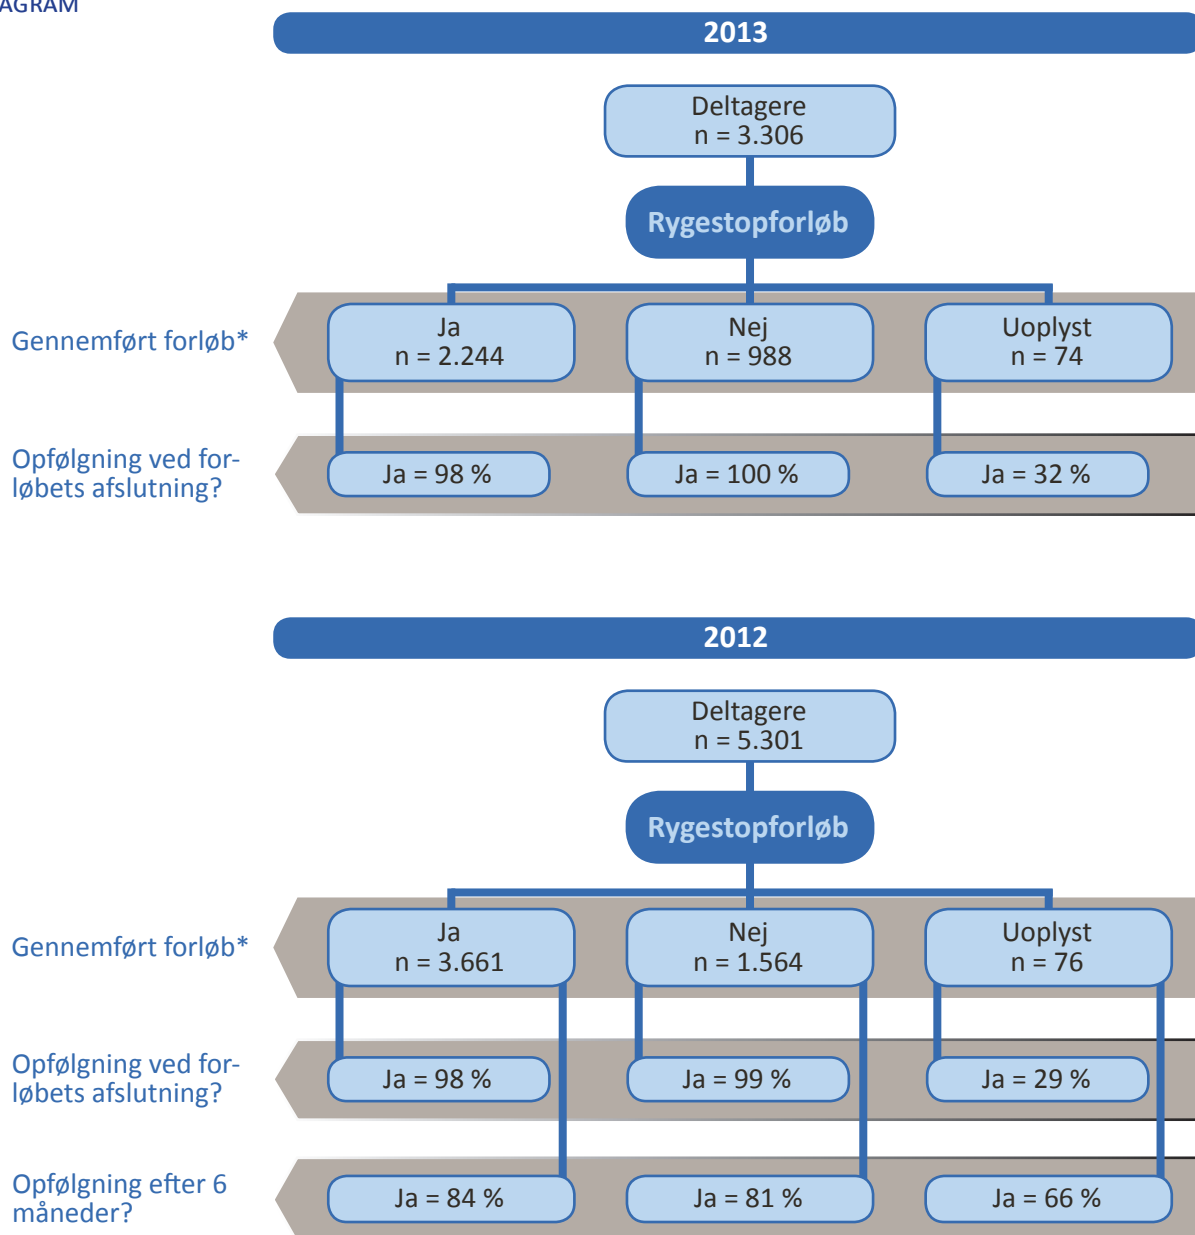 2013
Deltagere
n = 3.306
Rygestopforløb
Gennemført forløb*
Ja
n = 2.244
Nej
n = 988
Uoplyst
n = 74
Opfølgning ved for-
løbets afslutning?
Ja = 98 %
Ja = 100 %
Ja = 32 %
2012
Deltagere
n = 5.301
Rygestopforløb
Gennemført forløb*
Ja
n = 3.661
Nej
n = 1.564
Uoplyst
n = 76
Opfølgning ved for-
løbets afslutning?
Ja = 98 %
Ja = 99 %
Ja = 29 %
Opfølgning efter 6
måneder?
Ja = 84 %
Ja = 81 %
Ja = 66 %